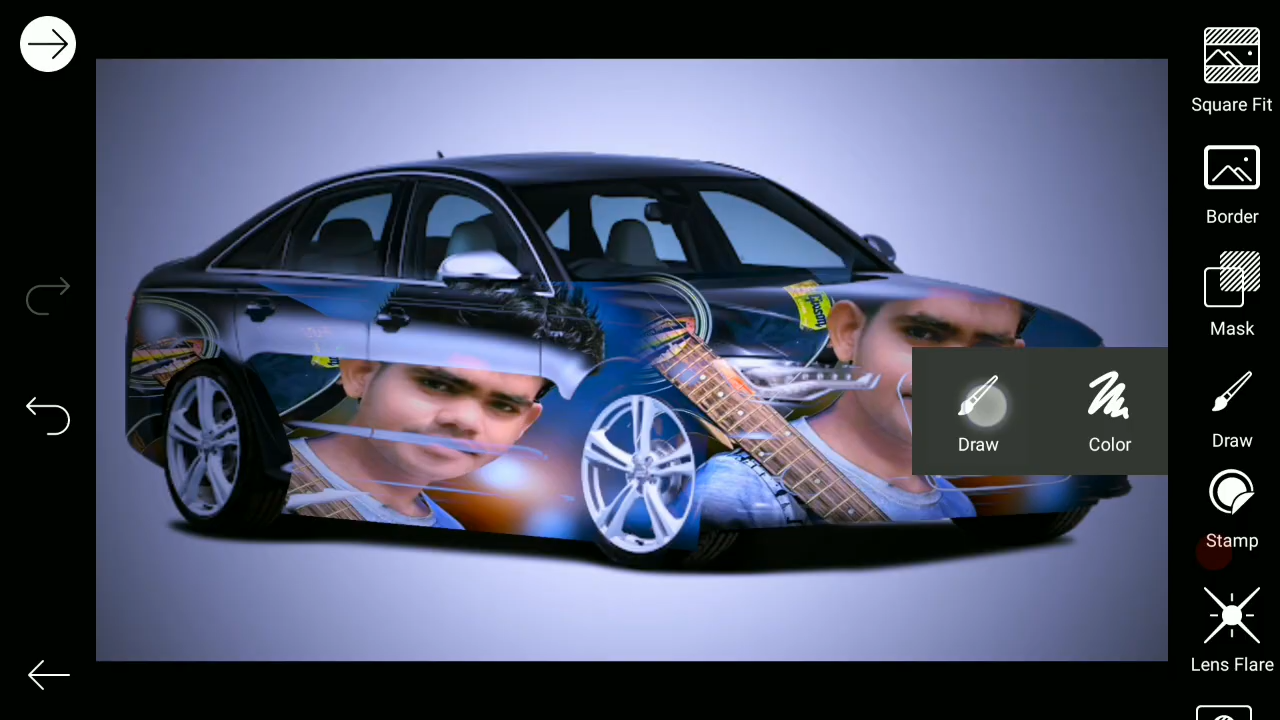 Square Fit
Border
Mask
Draw
Color
Draw
Stamp
Lens Flare